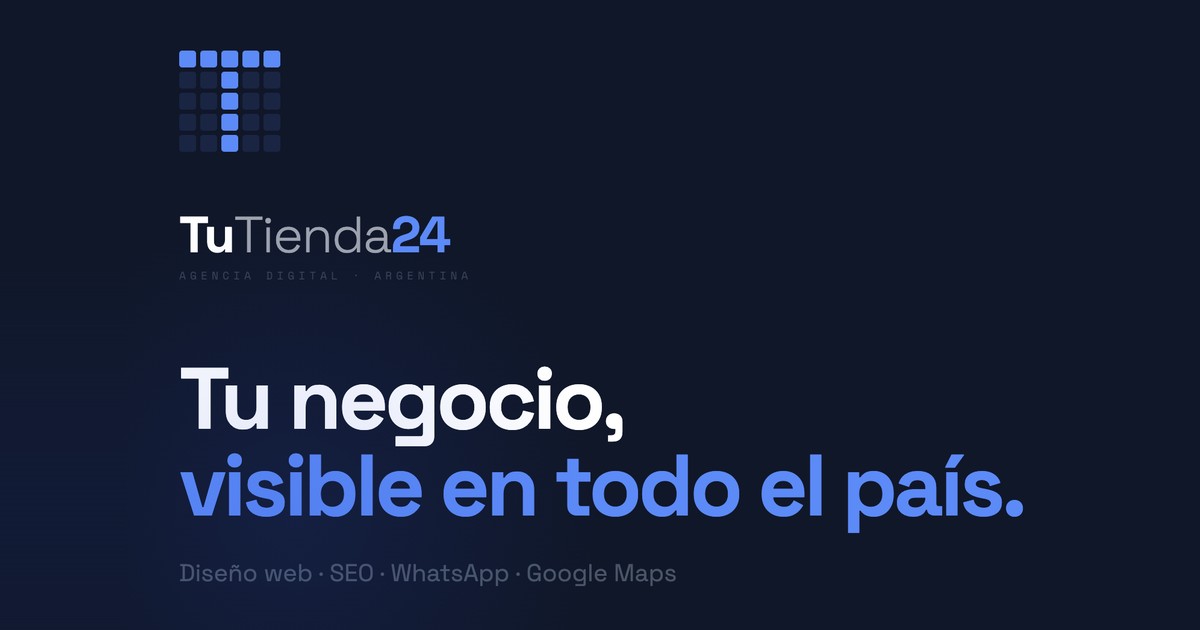 TuTienda24
AGENCIA DIGITAL · ARGENTINA
Tu negocio,
visible en todo el país.
Diseño web · SEO · WhatsApp · Google Maps